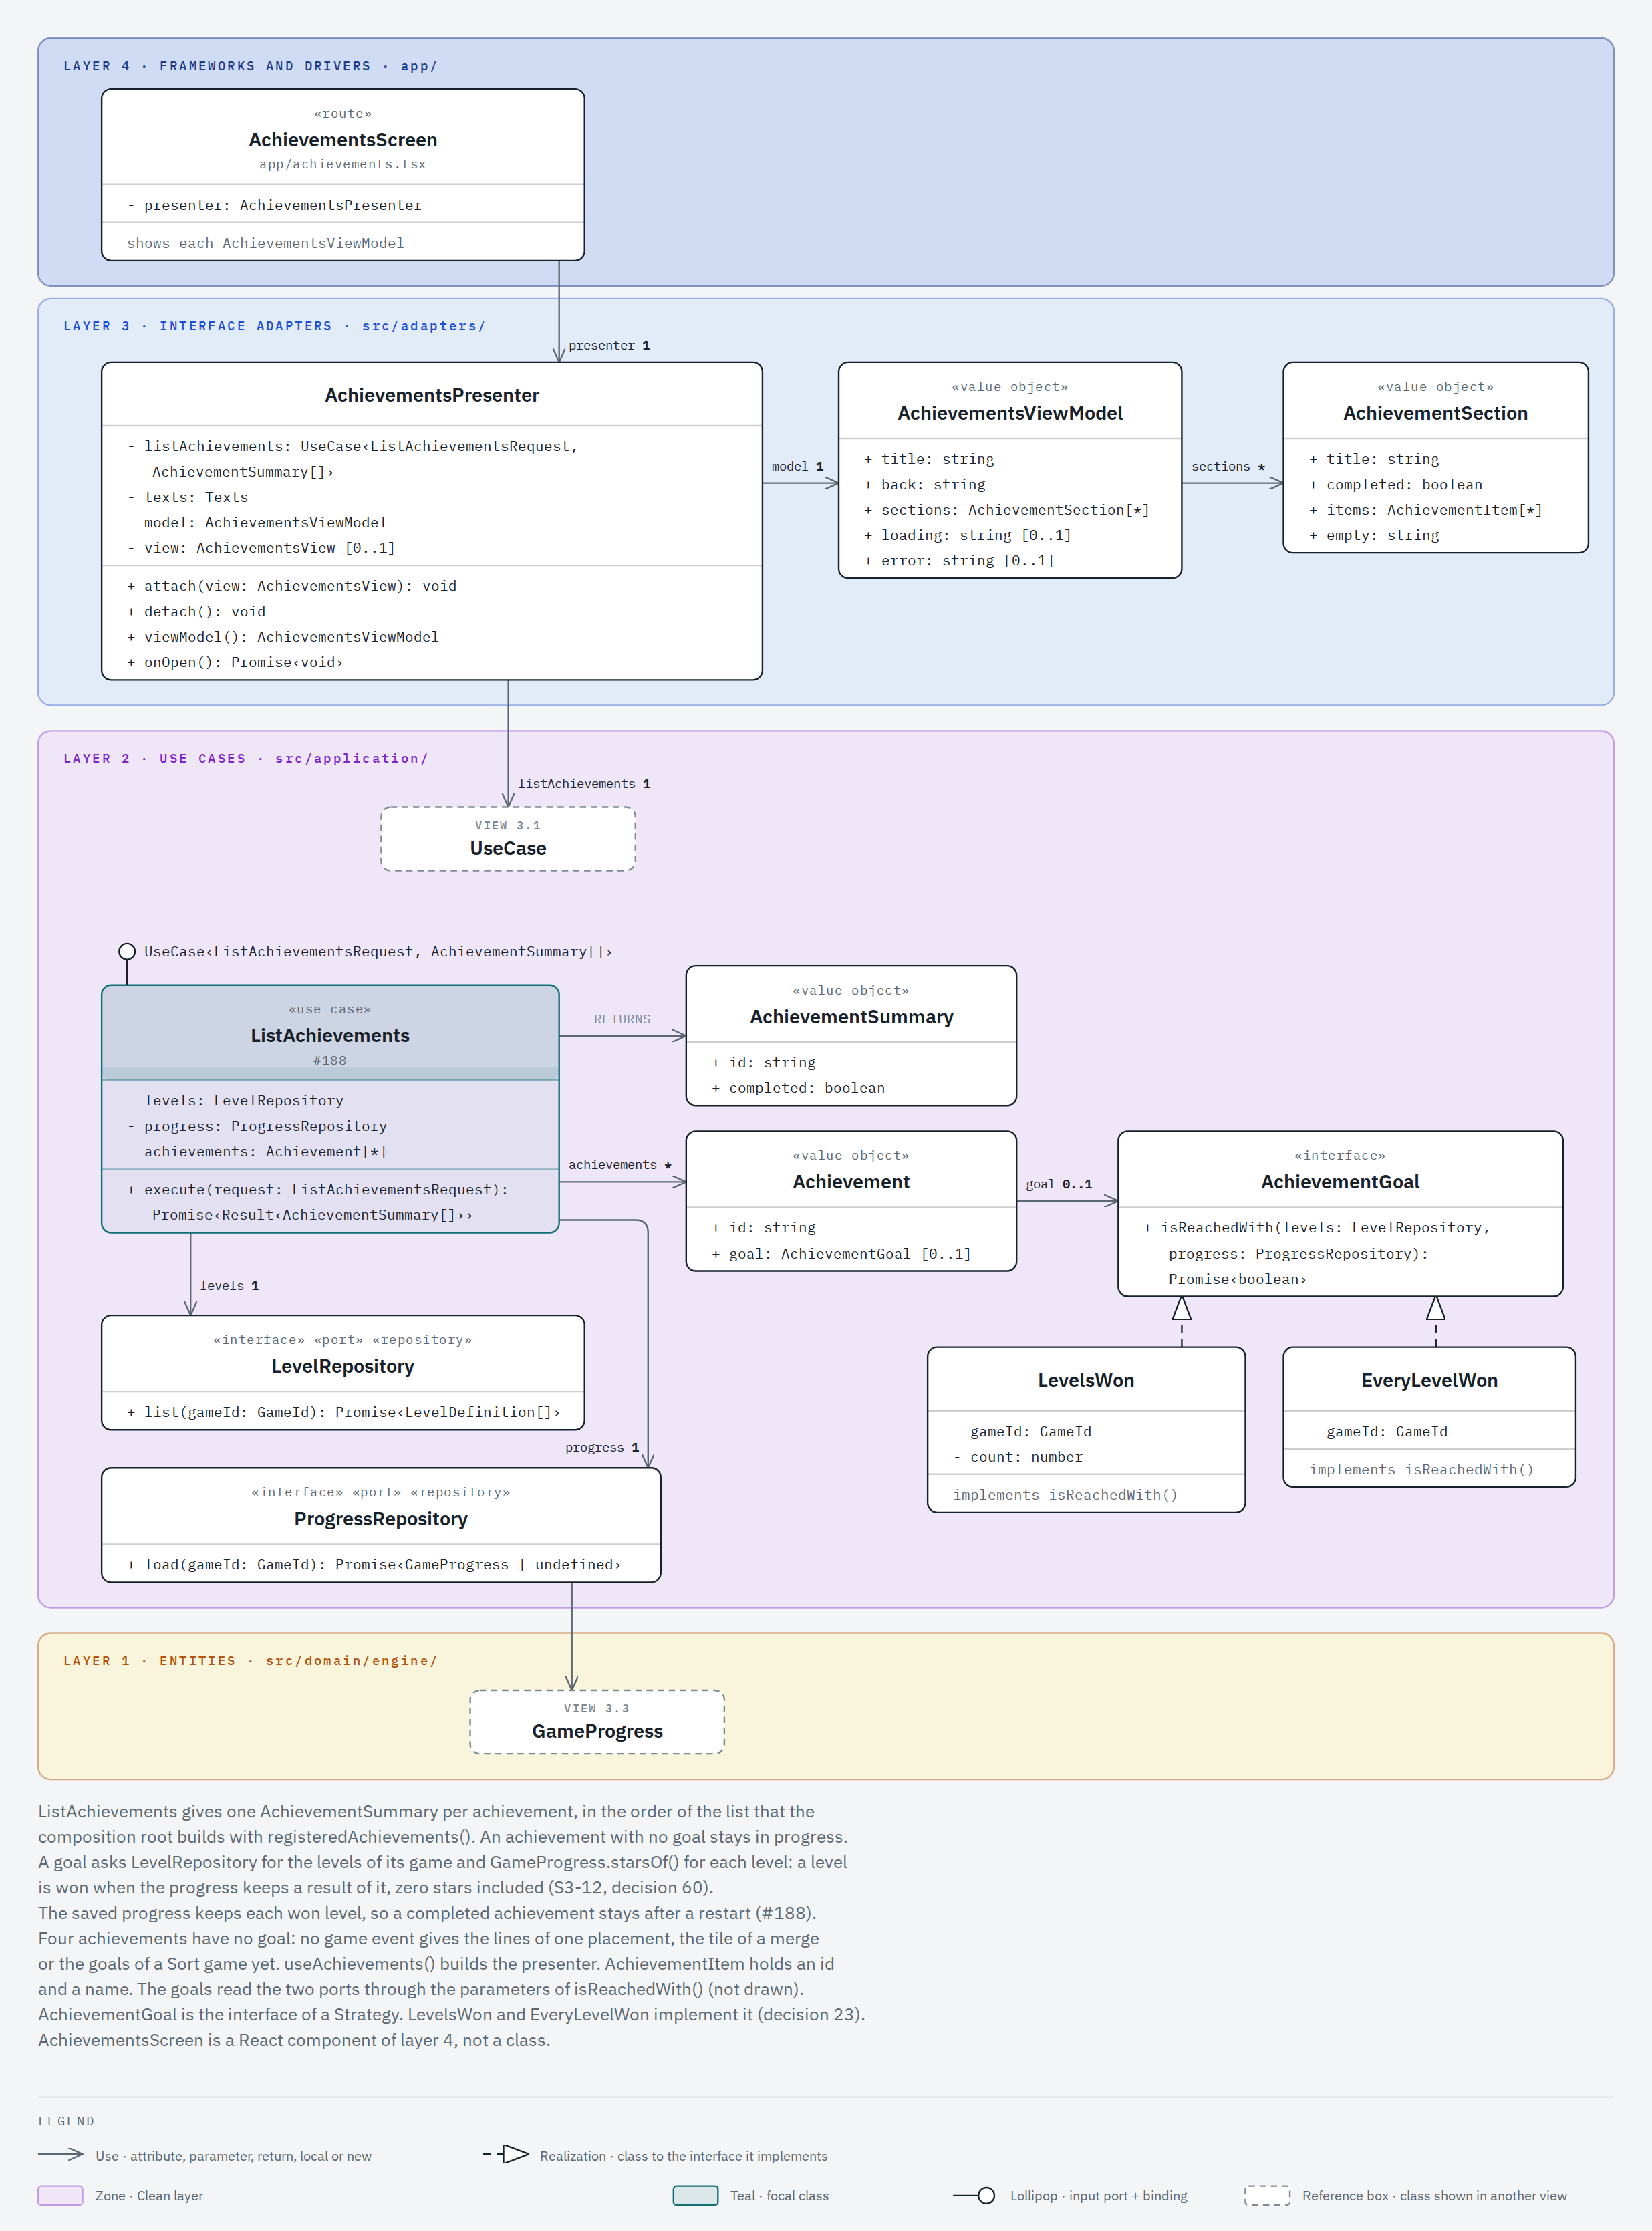 LAYER 4 · FRAMEWORKS AND DRIVERS · app/
«route»
AchievementsScreen
app/achievements.tsx
- presenter: AchievementsPresenter
shows each AchievementsViewModel
LAYER 3 · INTERFACE ADAPTERS · src/adapters/
presenter 1
AchievementsPresenter
- listAchievements: UseCase‹ListAchievementsRequest,
AchievementSummary[]›
- texts: Texts
- model: AchievementsViewModel
- view: AchievementsView [0..1]
+ attach(view: AchievementsView): void
+ detach(): void
+ viewModel(): AchievementsViewModel
+ onOpen(): Promise‹void›
model 1
«value object»
AchievementsViewModel
+ title: string
+ back: string
+ sections: AchievementSection[*]
+ loading: string [0..1]
+ error: string [0..1]
sections *
«value object»
AchievementSection
+ title: string
+ completed: boolean
+ items: AchievementItem[*]
+ empty: string
LAYER 2 · USE CASES · src/application/
listAchievements 1
VIEW 3.1
UseCase
UseCase‹ListAchievementsRequest, AchievementSummary[]›
«use case»
ListAchievements
#188
- levels: LevelRepository
- progress: ProgressRepository
- achievements: Achievement[*]
+ execute(request: ListAchievementsRequest):
Promise‹Result‹AchievementSummary[]››
RETURNS
«value object»
AchievementSummary
+ id: string
+ completed: boolean
achievements *
«value object»
Achievement
+ id: string
+ goal: AchievementGoal [0..1]
goal 0..1
«interface»
AchievementGoal
+ isReachedWith(levels: LevelRepository,
progress: ProgressRepository):
Promise‹boolean›
levels 1
«interface» «port» «repository»
LevelRepository
+ list(gameId: GameId): Promise‹LevelDefinition[]›
LevelsWon
- gameId: GameId
- count: number
implements isReachedWith()
EveryLevelWon
- gameId: GameId
implements isReachedWith()
progress 1
«interface» «port» «repository»
ProgressRepository
+ load(gameId: GameId): Promise‹GameProgress | undefined›
LAYER 1 · ENTITIES · src/domain/engine/
VIEW 3.3
GameProgress
ListAchievements gives one AchievementSummary per achievement, in the order of the list that the
composition root builds with registeredAchievements(). An achievement with no goal stays in progress.
A goal asks LevelRepository for the levels of its game and GameProgress.starsOf() for each level: a level
is won when the progress keeps a result of it, zero stars included (S3-12, decision 60).
The saved progress keeps each won level, so a completed achievement stays after a restart (#188).
Four achievements have no goal: no game event gives the lines of one placement, the tile of a merge
or the goals of a Sort game yet. useAchievements() builds the presenter. AchievementItem holds an id
and a name. The goals read the two ports through the parameters of isReachedWith() (not drawn).
AchievementGoal is the interface of a Strategy. LevelsWon and EveryLevelWon implement it (decision 23).
AchievementsScreen is a React component of layer 4, not a class.
LEGEND
Use · attribute, parameter, return, local or new
Realization · class to the interface it implements
Zone · Clean layer
Teal · focal class
Lollipop · input port + binding
Reference box · class shown in another view